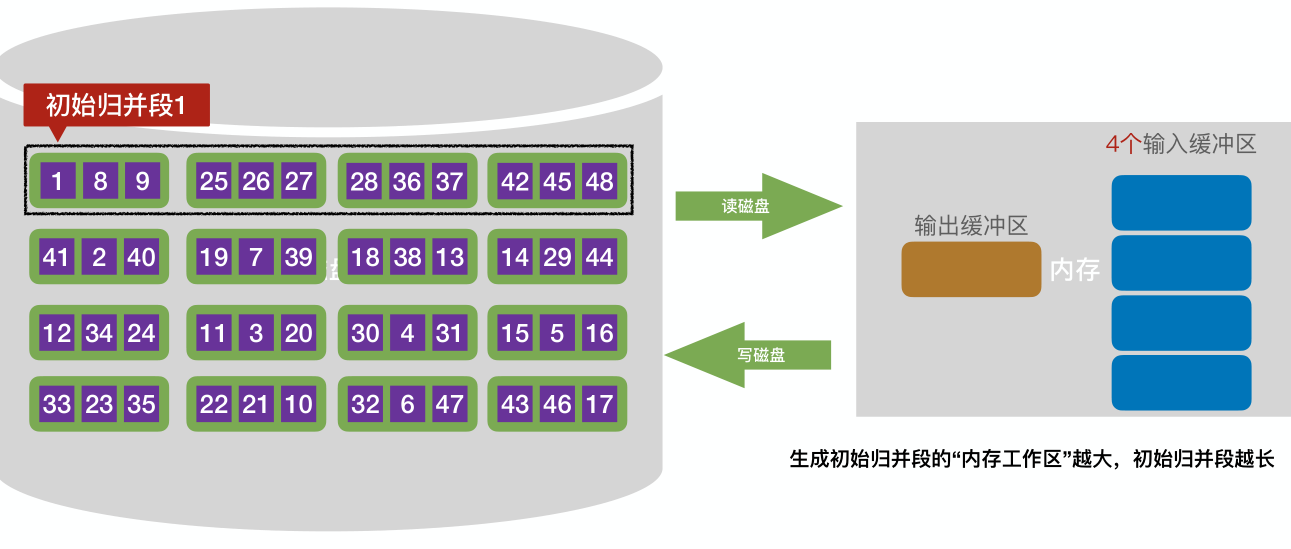 初始归并段1
1 8 9 25 26 27 28 36 37 42 45 48
41 2 40 19 7 39 18 38 13 14 29 44
12 34 24 11 3 20 30 4 31 15 5 16
33 23 35 22 21 10 32 6 47 43 46 17
读磁盘
写磁盘
4个输入缓冲区
输出缓冲区
内存
生成初始归并段的“内存工作区”越大，初始归并段越长